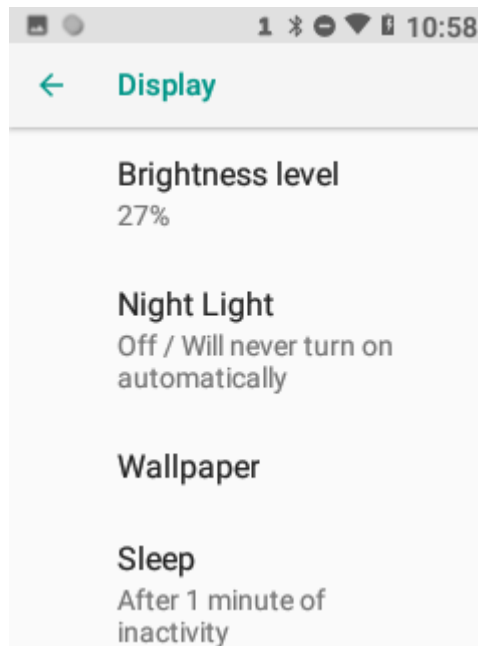 1 10:58
Display
Brightness level
27%
Night Light
Off / Will never turn on
automatically
Wallpaper
Sleep
After 1 minute of
inactivity